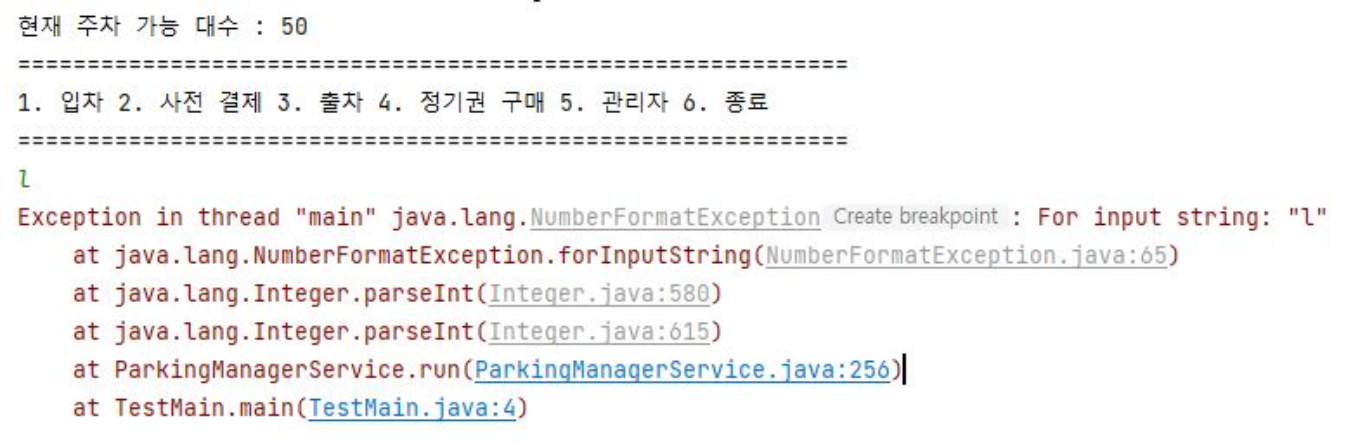 현재 주차 가능 대수 : 50
============================================================
1. 입차 2. 사전 결제 3. 출차 4. 정기권 구매 5. 관리자 6. 종료
============================================================
l
Exception in thread "main" java.lang.NumberFormatException Create breakpoint : For input string: "l"
at java.lang.NumberFormatException.forInputString(NumberFormatException.java:65)
at java.lang.Integer.parseInt(Integer.java:580)
at java.lang.Integer.parseInt(Integer.java:615)
at ParkingManagerService.run(ParkingManagerService.java:256)
at TestMain.main(TestMain.java:4)